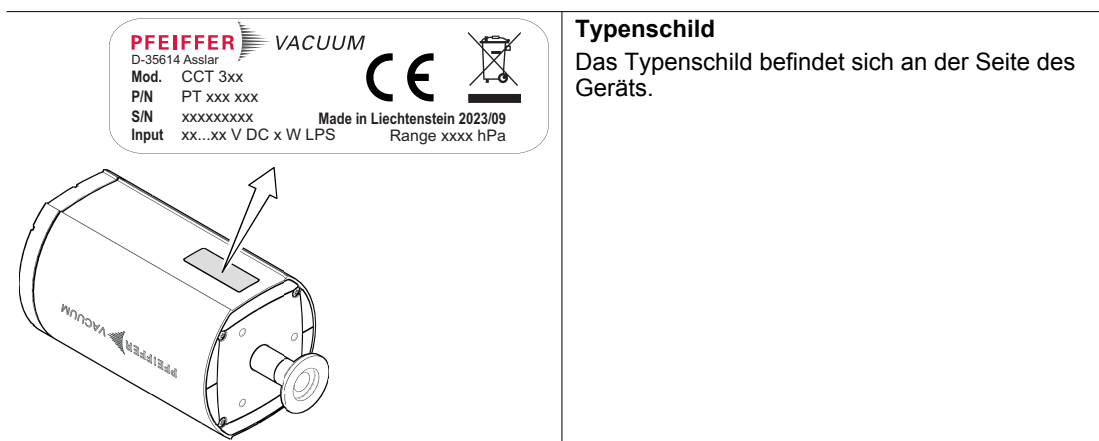 PFEIFFER VACUUM
D-35614 Asslar
Mod. CCT 3xx
P/N PT xxx xxx
S/N xxxxxxxxx Made in Liechtenstein 2023/09
Input xx...xx V DC x W LPS Range xxxx hPa
CE
PFEIFFER VACUUM
Typenschild
Das Typenschild befindet sich an der Seite des
Geräts.